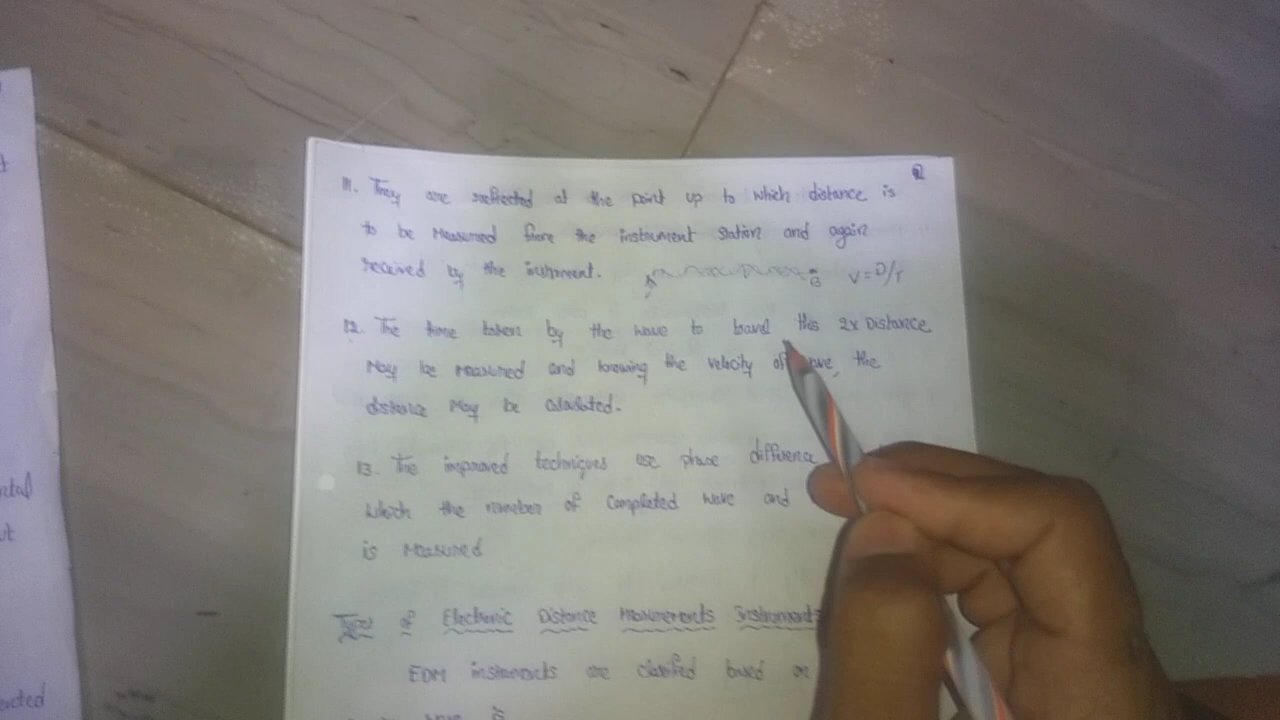 2
11. They are reflected at the point up to which distance is
to be Measured from the instrument station and again
received by the instrument. A B V = D/T
12. The time taken by the wave to travel this 2x Distance
May be Measured and knowing the velocity of wave, the
distance May be Calculated.
13. The improved techniques use phase difference
which the number of Completed wave and
is Measured
Types of Electronic Distance Measurements Instruments
EDM instruments are classified based on
wave is